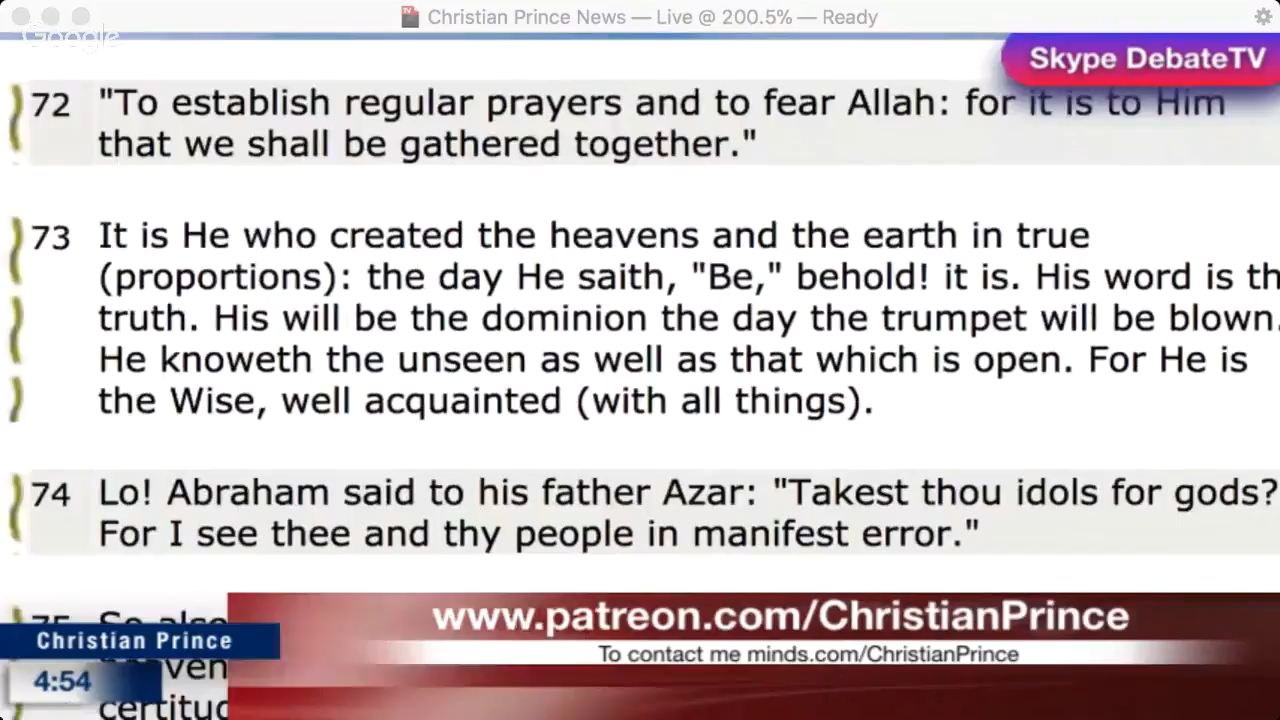 Christian Prince News — Live @ 200.5% — Ready
Google
Skype DebateTV
72 "To establish regular prayers and to fear Allah: for it is to Him
that we shall be gathered together."
73 It is He who created the heavens and the earth in true
(proportions): the day He saith, "Be," behold! it is. His word is th
truth. His will be the dominion the day the trumpet will be blown.
He knoweth the unseen as well as that which is open. For He is
the Wise, well acquainted (with all things).
74 Lo! Abraham said to his father Azar: "Takest thou idols for gods?
For I see thee and thy people in manifest error."
75 So also
www.patreon.com/ChristianPrince
Christian Prince
To contact me minds.com/ChristianPrince
4:54